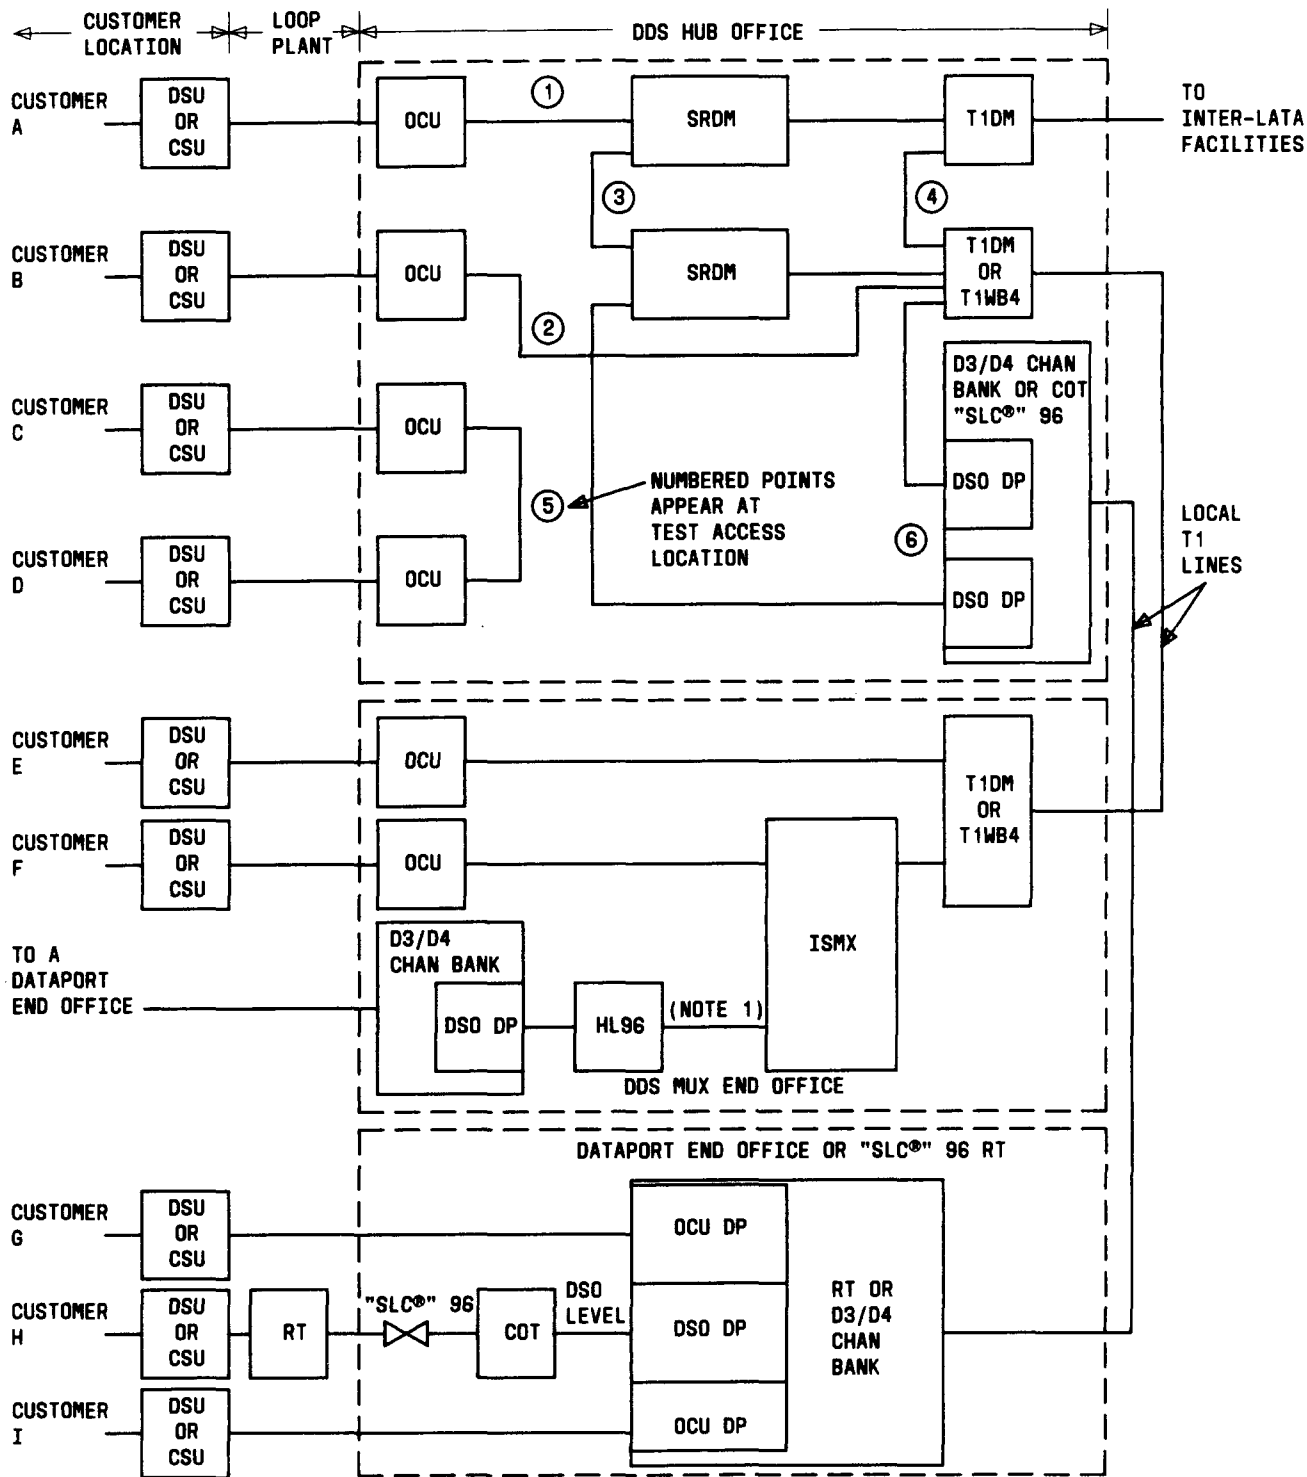 CUSTOMER
LOCATION
LOOP
PLANT
DDS HUB OFFICE
CUSTOMER
A
DSU
OR
CSU
OCU
1
SRDM
T1DM
TO
INTER-LATA
FACILITIES
3
4
CUSTOMER
B
DSU
OR
CSU
OCU
SRDM
T1DM
OR
T1WB4
2
D3/D4 CHAN
BANK OR COT
"SLC®" 96
CUSTOMER
C
DSU
OR
CSU
OCU
DSO DP
5
NUMBERED POINTS
APPEAR AT
TEST ACCESS
LOCATION
6
LOCAL
T1
LINES
CUSTOMER
D
DSU
OR
CSU
OCU
DSO DP
CUSTOMER
E
DSU
OR
CSU
OCU
T1DM
OR
T1WB4
CUSTOMER
F
DSU
OR
CSU
OCU
ISMX
TO A
DATAPORT
END OFFICE
D3/D4
CHAN BANK
DSO DP
HL96
(NOTE 1)
DDS MUX END OFFICE
DATAPORT END OFFICE OR "SLC®" 96 RT
CUSTOMER
G
DSU
OR
CSU
OCU DP
CUSTOMER
H
DSU
OR
CSU
RT
"SLC®" 96
COT
DSO
LEVEL
DSO DP
RT OR
D3/D4
CHAN
BANK
CUSTOMER
I
DSU
OR
CSU
OCU DP